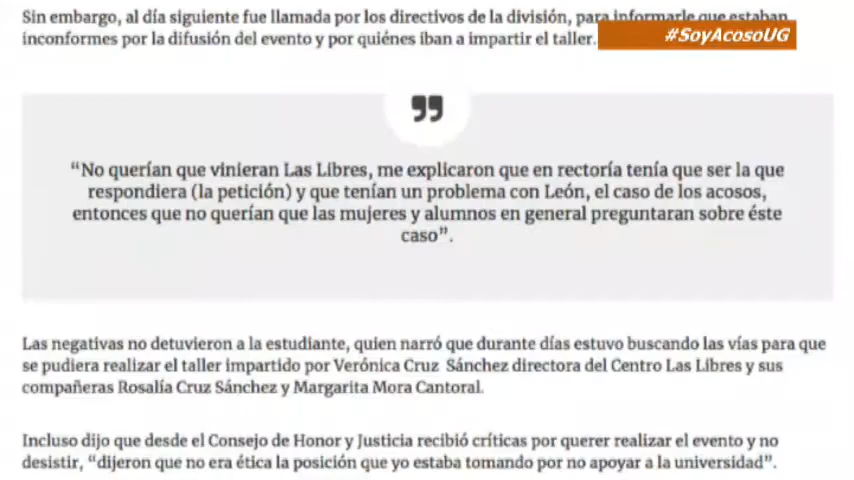 Sin embargo, al día siguiente fue llamada por los directivos de la división, para informarle que estaban
inconformes por la difusión del evento y por quiénes iban a impartir el taller.
#SoyAcosoUG
”
“No querían que vinieran Las Libres, me explicaron que en rectoría tenía que ser la que
respondiera (la petición) y que tenían un problema con León, el caso de los acosos,
entonces que no querían que las mujeres y alumnos en general preguntaran sobre éste
caso”.
Las negativas no detuvieron a la estudiante, quien narró que durante días estuvo buscando las vías para que
se pudiera realizar el taller impartido por Verónica Cruz Sánchez directora del Centro Las Libres y sus
compañeras Rosalía Cruz Sánchez y Margarita Mora Cantoral.
Incluso dijo que desde el Consejo de Honor y Justicia recibió críticas por querer realizar el evento y no
desistir, “dijeron que no era ética la posición que yo estaba tomando por no apoyar a la universidad”.